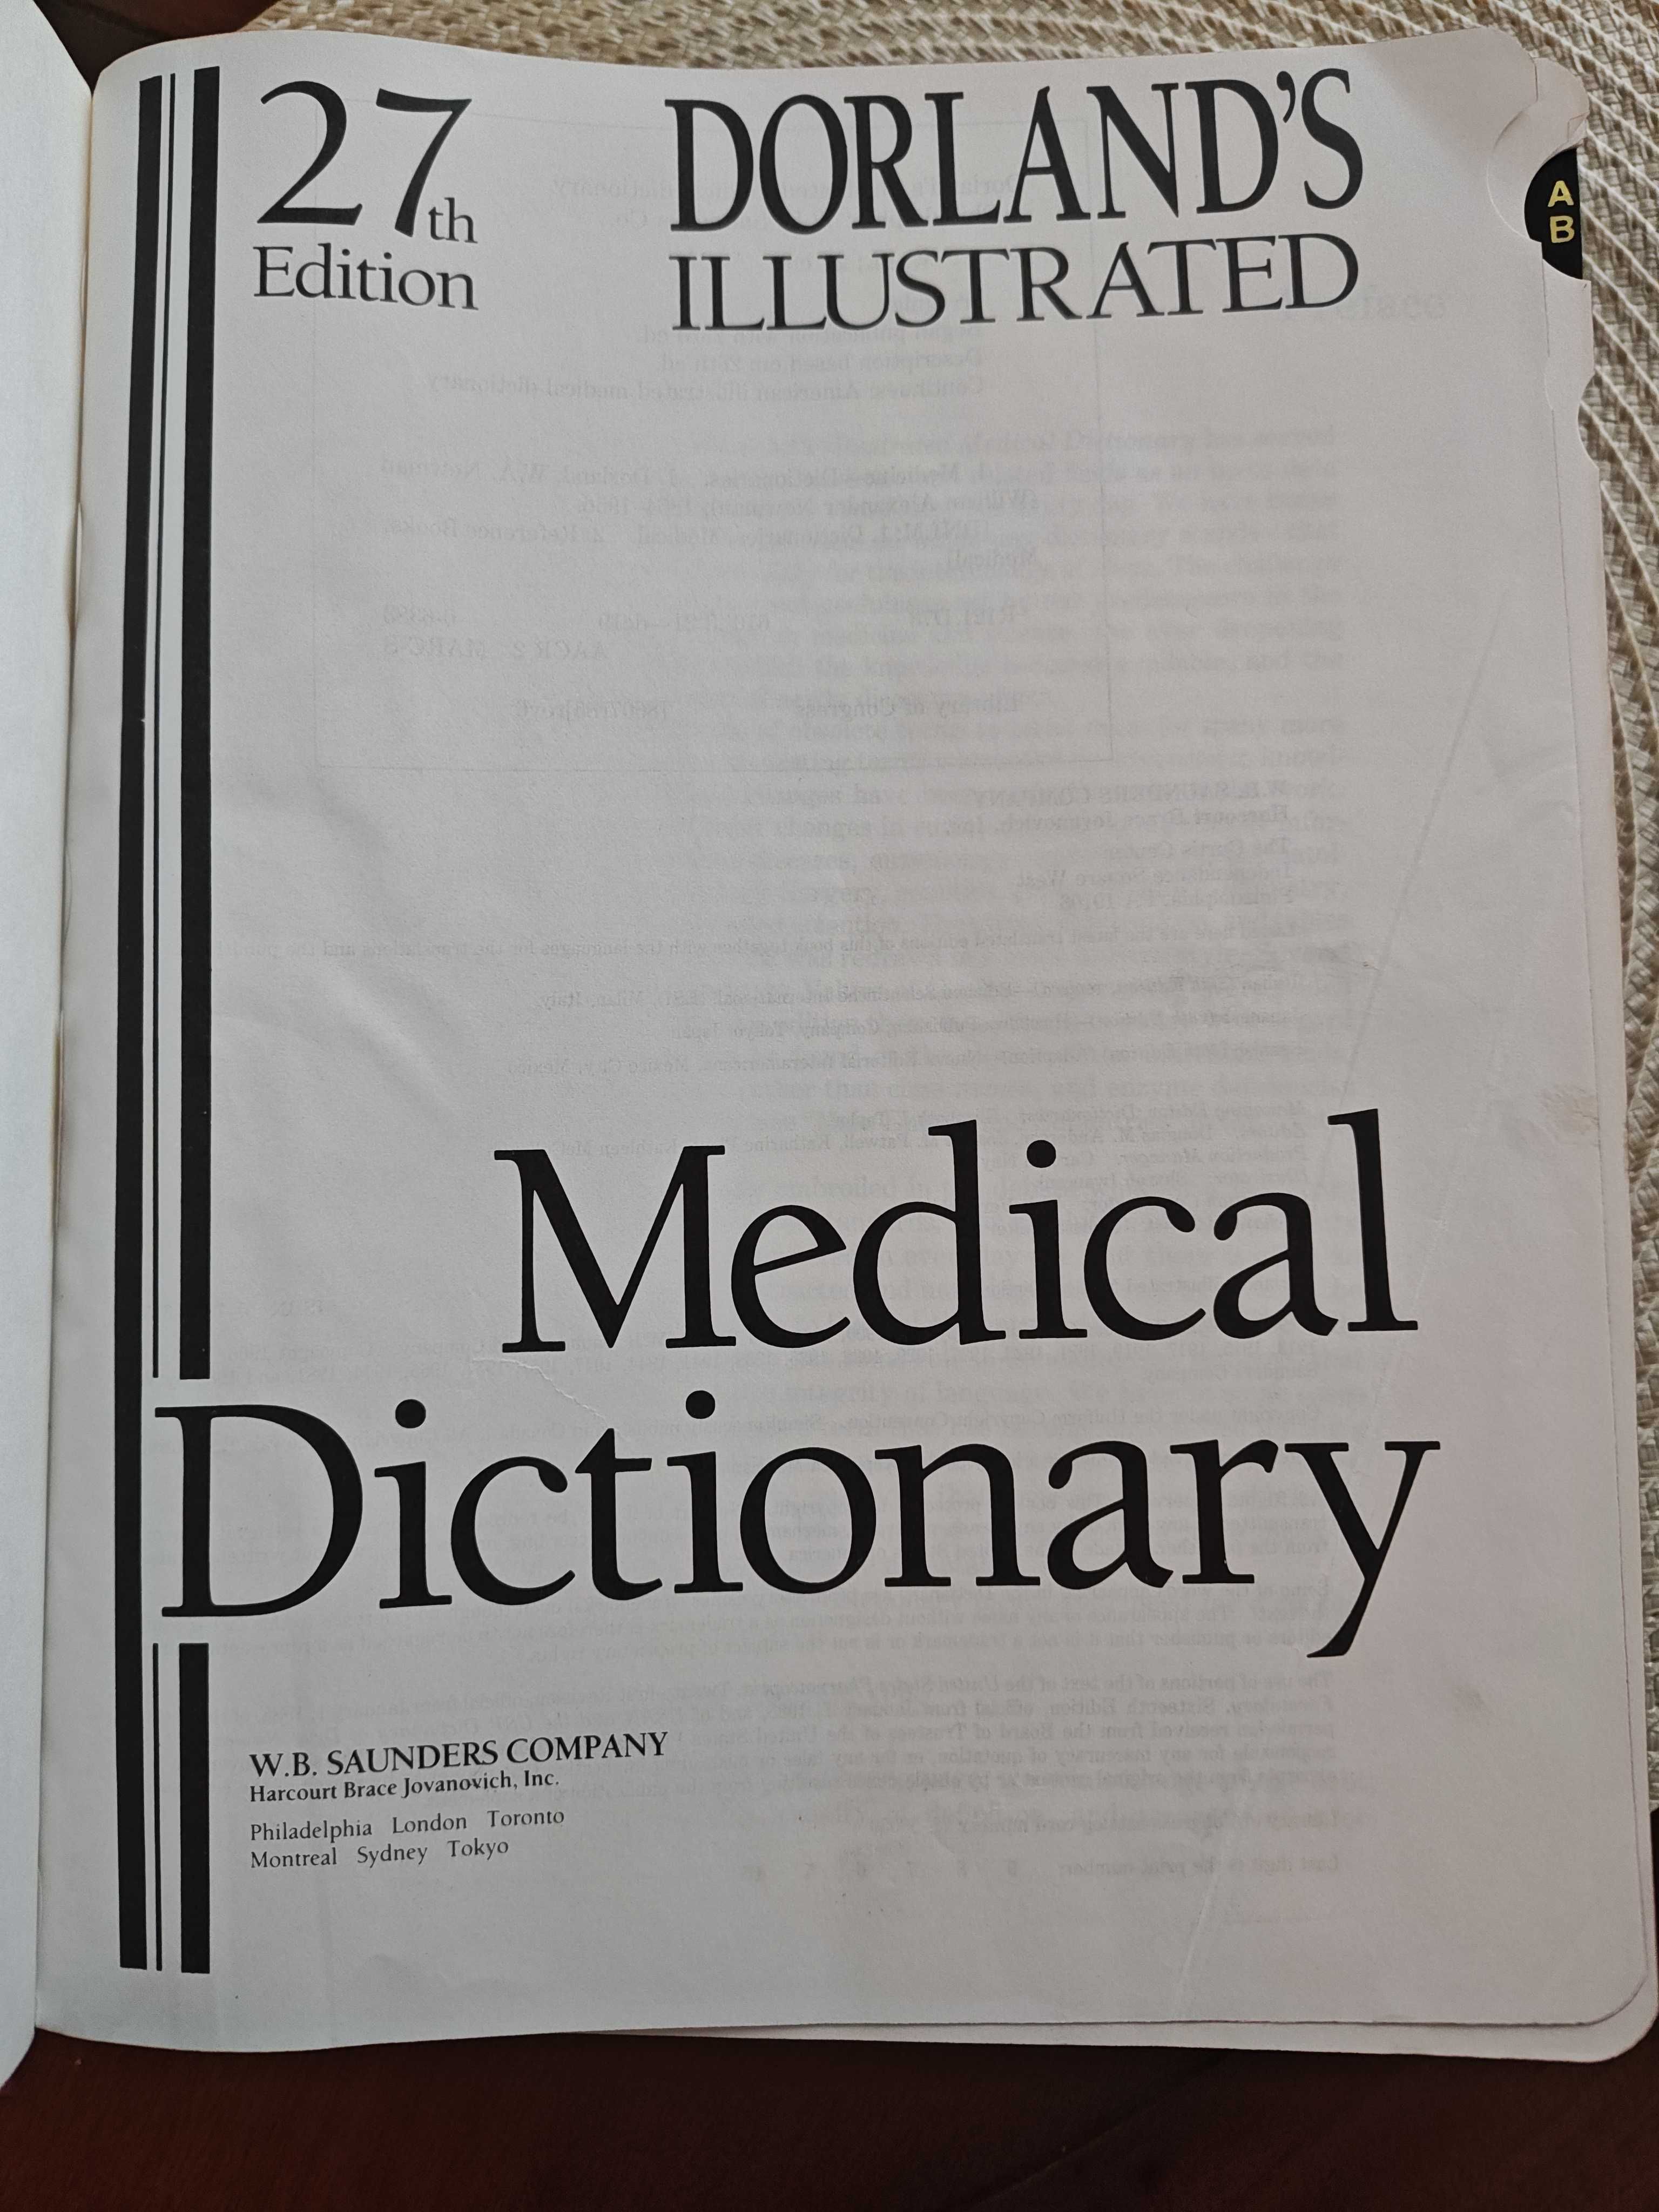 27th
Edition
DORLAND'S
ILLUSTRATED
A
B
Medical
Dictionary
W.B. SAUNDERS COMPANY
Harcourt Brace Jovanovich, Inc.
Philadelphia London Toronto
Montreal Sydney Tokyo